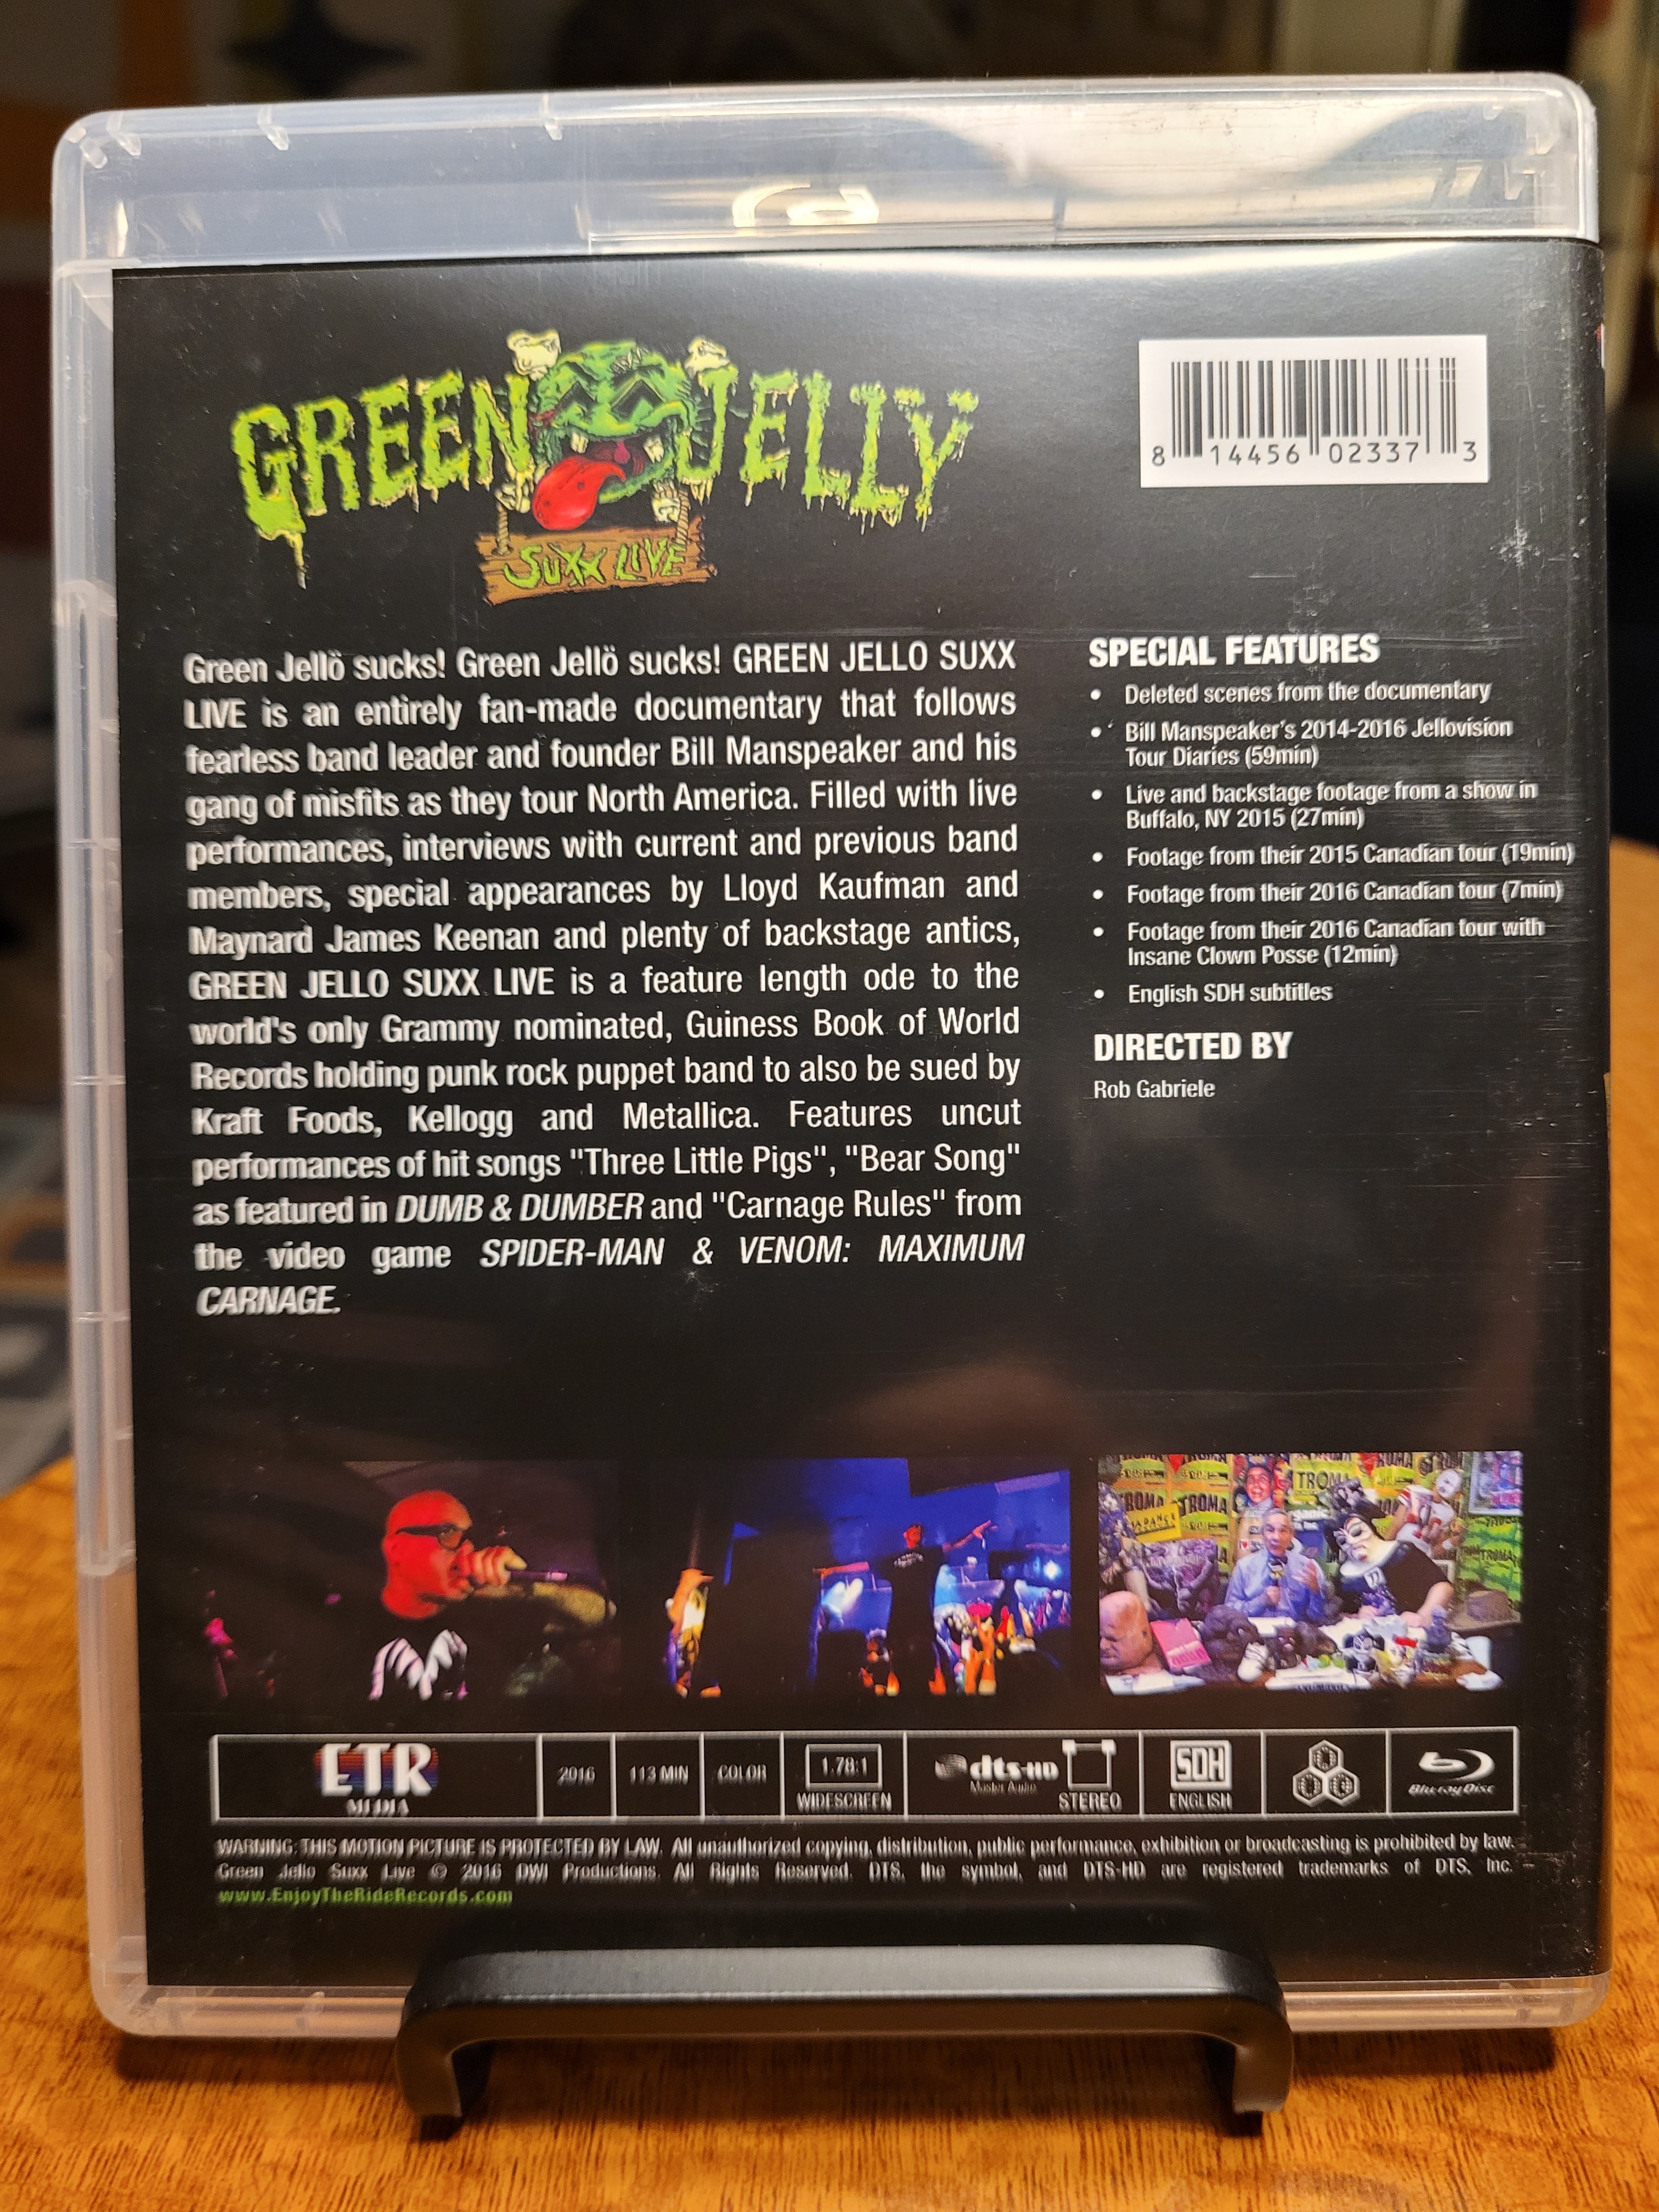 GREEN JELLY
SUXX LIVE
8 14456 02337 3
Green Jellö sucks! Green Jellö sucks! GREEN JELLO SUXX
LIVE is an entirely fan-made documentary that follows
fearless band leader and founder Bill Manspeaker and his
gang of misfits as they tour North America. Filled with live
performances, interviews with current and previous band
members, special appearances by Lloyd Kaufman and
Maynard James Keenan and plenty of backstage antics,
GREEN JELLO SUXX LIVE is a feature length ode to the
world's only Grammy nominated, Guiness Book of World
Records holding punk rock puppet band to also be sued by
Kraft Foods, Kellogg and Metallica. Features uncut
performances of hit songs "Three Little Pigs", "Bear Song"
as featured in DUMB & DUMBER and "Carnage Rules" from
the video game SPIDER-MAN & VENOM: MAXIMUM
CARNAGE.
SPECIAL FEATURES
• Deleted scenes from the documentary
• Bill Manspeaker's 2014-2016 Jellovision
Tour Diaries (59min)
• Live and backstage footage from a show in
Buffalo, NY 2015 (27min)
• Footage from their 2015 Canadian tour (19min)
• Footage from their 2016 Canadian tour (7min)
• Footage from their 2016 Canadian tour with
Insane Clown Posse (12min)
• English SDH subtitles
DIRECTED BY
Rob Gabriele
TROMA
TROMA
TROMA
ETR
MEDIA
2016
113 MIN
COLOR
1.78:1
WIDESCREEN
dts-HD
Master Audio
STEREO
SDH
ENGLISH
Blu-ray Disc
WARNING: THIS MOTION PICTURE IS PROTECTED BY LAW. All unauthorized copying, distribution, public performance, exhibition or broadcasting is prohibited by law.
Green Jello Suxx Live © 2016 DWI Productions. All Rights Reserved. DTS, the symbol, and DTS-HD are registered trademarks of DTS, Inc.
www.EnjoyTheRideRecords.com